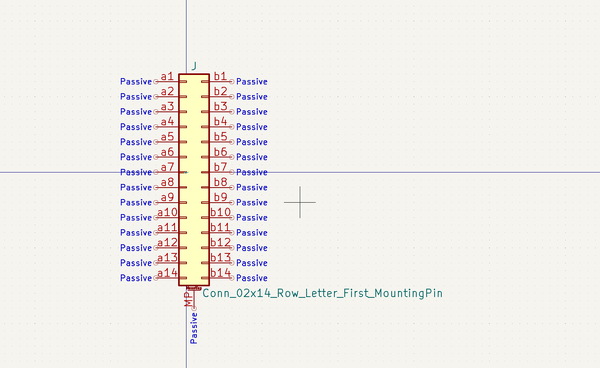 J
Passive a1 b1 Passive
Passive a2 b2 Passive
Passive a3 b3 Passive
Passive a4 b4 Passive
Passive a5 b5 Passive
Passive a6 b6 Passive
Passive a7 b7 Passive
Passive a8 b8 Passive
Passive a9 b9 Passive
Passive a10 b10 Passive
Passive a11 b11 Passive
Passive a12 b12 Passive
Passive a13 b13 Passive
Passive a14 b14 Passive
MP Conn_02x14_Row_Letter_First_MountingPin
Passive